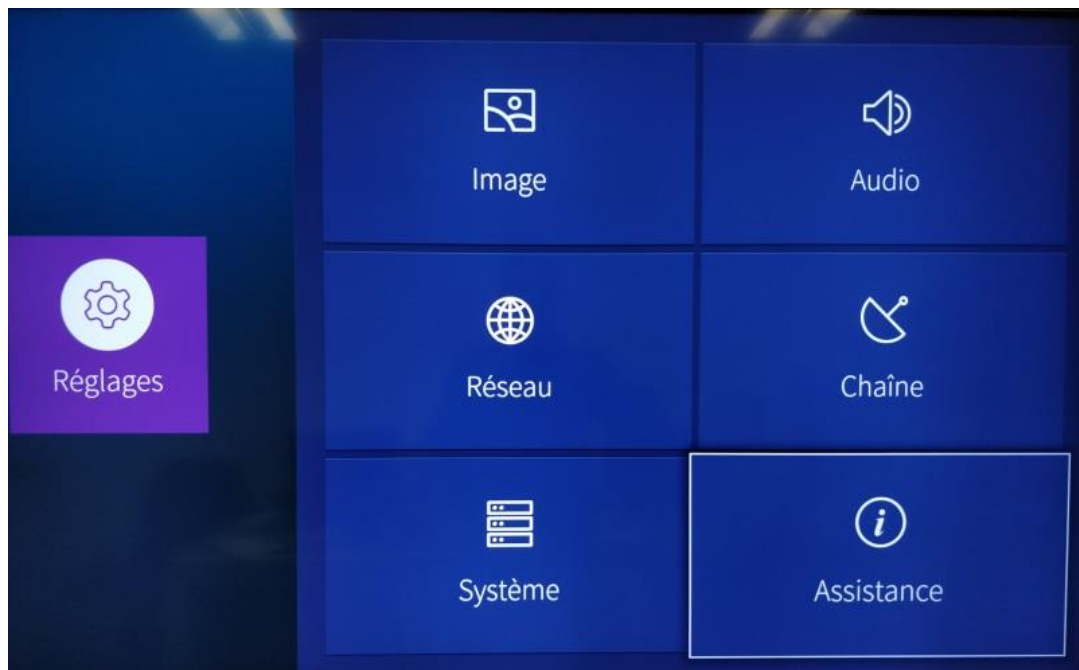 Image
Audio
Réglages
Réseau
Chaîne
Système
Assistance